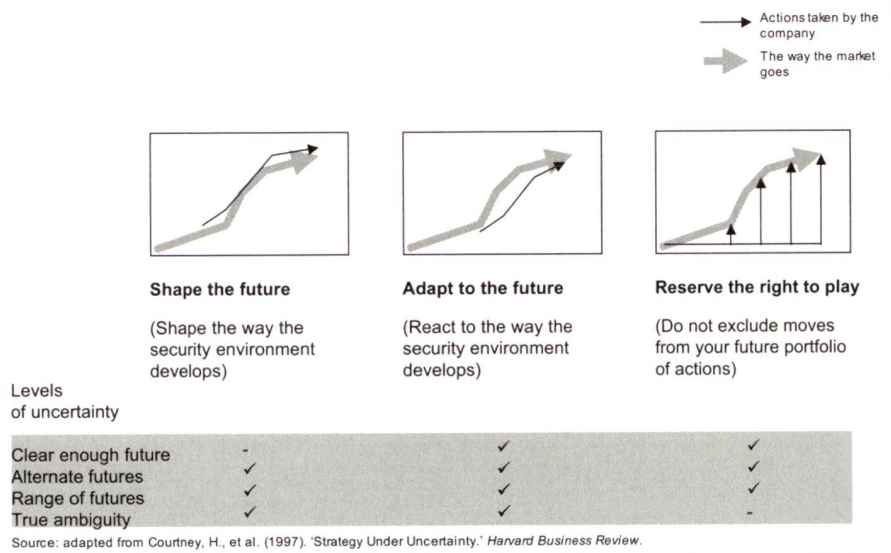 Actions taken by the
company
The way the market
goes
Shape the future
Adapt to the future
Reserve the right to play
(Shape the way the
security environment
develops)
(React to the way the
security environment
develops)
(Do not exclude moves
from your future portfolio
of actions)
Levels
of uncertainty
Clear enough future - ✓ ✓
Alternate futures ✓ ✓ ✓
Range of futures ✓ ✓ ✓
True ambiguity ✓ ✓ -
Source: adapted from Courtney, H., et al. (1997). 'Strategy Under Uncertainty.' Harvard Business Review.